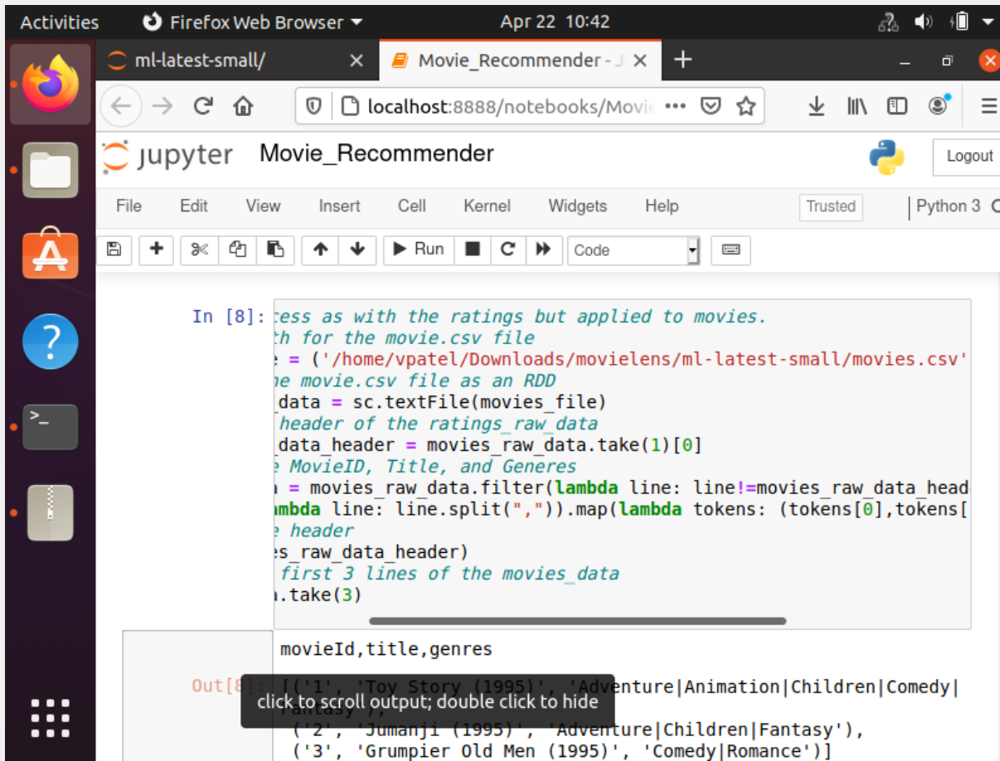 Activities
Firefox Web Browser
Apr 22 10:42
ml-latest-small/
Movie_Recommender - J
localhost:8888/notebooks/Movie
jupyter
Movie_Recommender
Logout
File Edit View Insert Cell Kernel Widgets Help
Trusted
Python 3
Run
Code
In [8]:
cess as with the ratings but applied to movies.
th for the movie.csv file
e = ('/home/vpatel/Downloads/movielens/ml-latest-small/movies.csv'
he movie.csv file as an RDD
_data = sc.textFile(movies_file)
header of the ratings_raw_data
_data_header = movies_raw_data.take(1)[0]
e MovieID, Title, and Generes
a = movies_raw_data.filter(lambda line: line!=movies_raw_data_head
ambda line: line.split(",")).map(lambda tokens: (tokens[0],tokens[
e header
es_raw_data_header)
first 3 lines of the movies_data
a.take(3)
movieId,title,genres
Out[8]: [('1', 'Toy Story (1995)', 'Adventure|Animation|Children|Comedy|
Fantasy'),
click to scroll output; double click to hide
('2', 'Jumanji (1995)', 'Adventure|Children|Fantasy'),
('3', 'Grumpier Old Men (1995)', 'Comedy|Romance')]